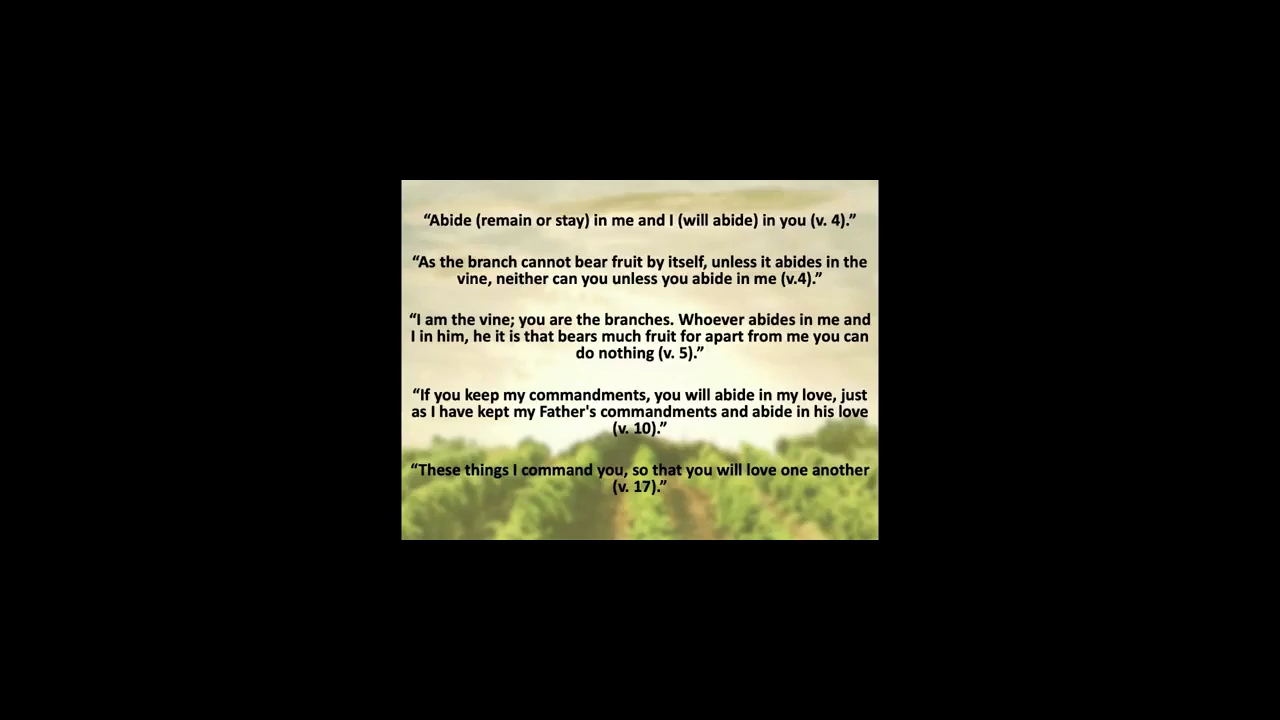 “Abide (remain or stay) in me and I (will abide) in you (v. 4).”
“As the branch cannot bear fruit by itself, unless it abides in the
vine, neither can you unless you abide in me (v.4).”
“I am the vine; you are the branches. Whoever abides in me and
I in him, he it is that bears much fruit for apart from me you can
do nothing (v. 5).”
“If you keep my commandments, you will abide in my love, just
as I have kept my Father's commandments and abide in his love
(v. 10).”
“These things I command you, so that you will love one another
(v. 17).”